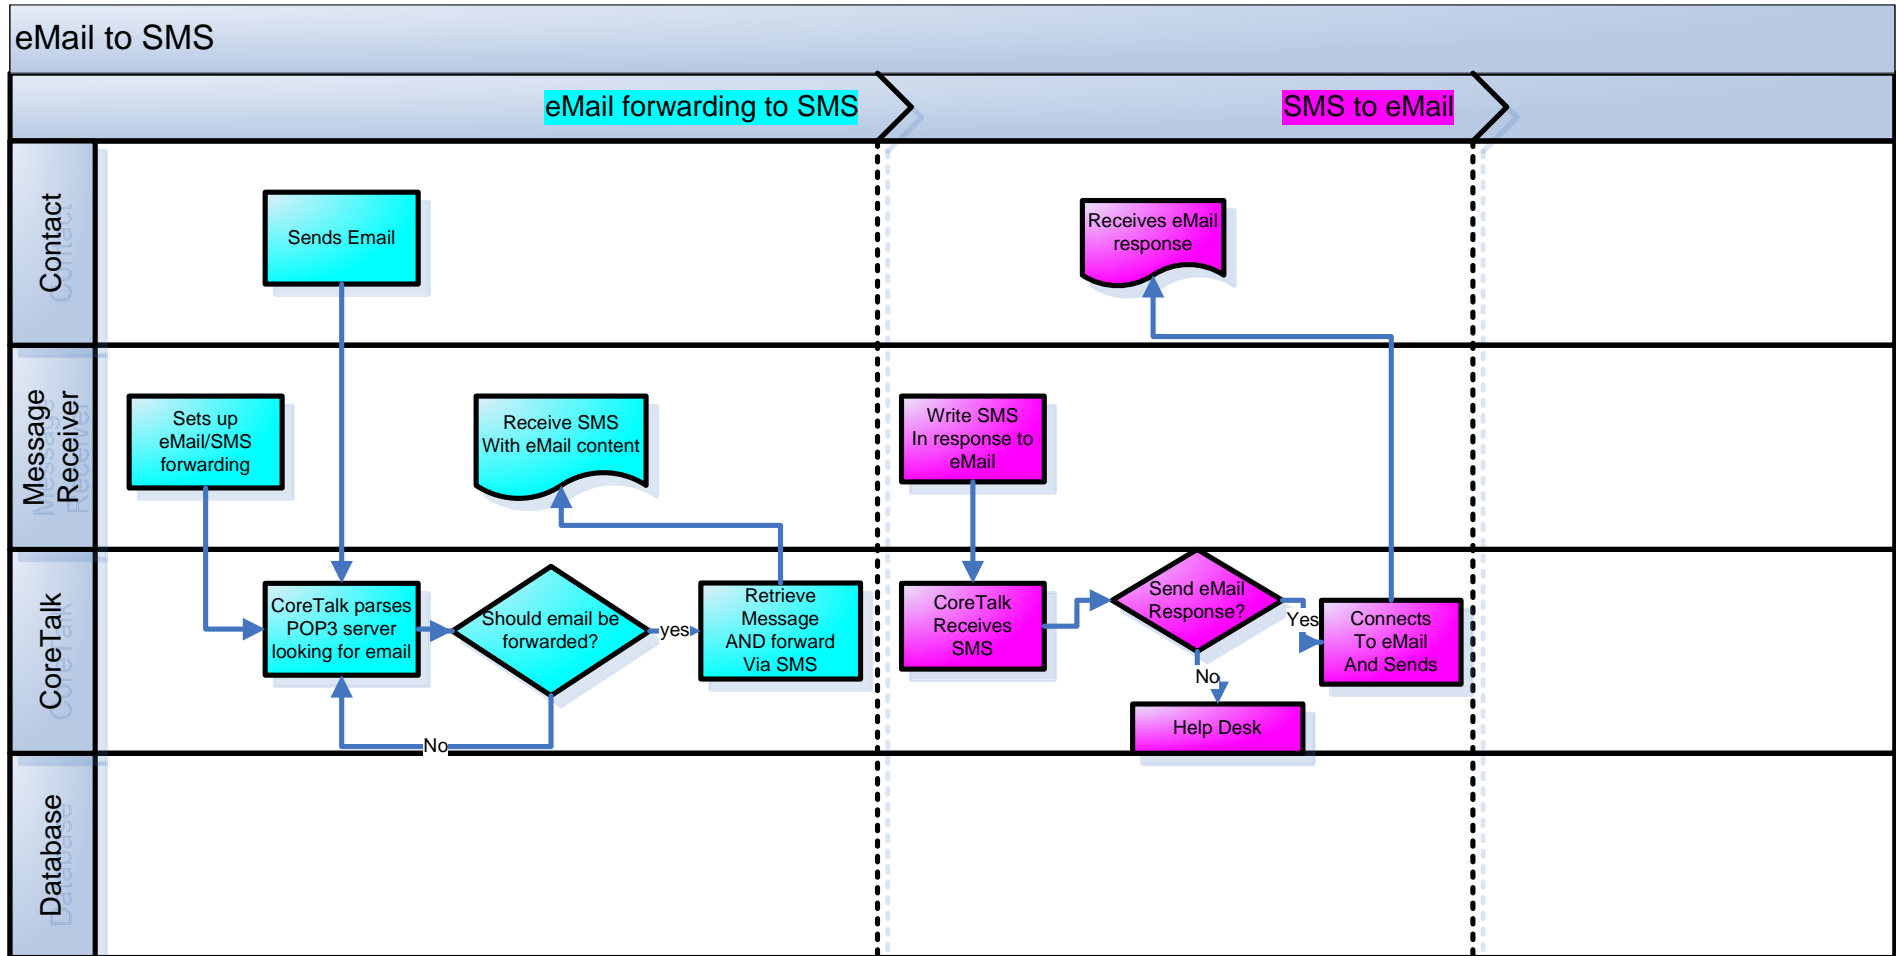 eMail to SMS
eMail forwarding to SMS
SMS to eMail
Contact
Sends Email
Receives eMail
response
Message
Receiver
Sets up
eMail/SMS
forwarding
Receive SMS
With eMail content
Write SMS
In response to
eMail
CoreTalk
CoreTalk parses
POP3 server
looking for email
Should email be
forwarded?
yes
No
Retrieve
Message
AND forward
Via SMS
CoreTalk
Receives
SMS
Send eMail
Response?
Yes
No
Connects
To eMail
And Sends
Help Desk
Database